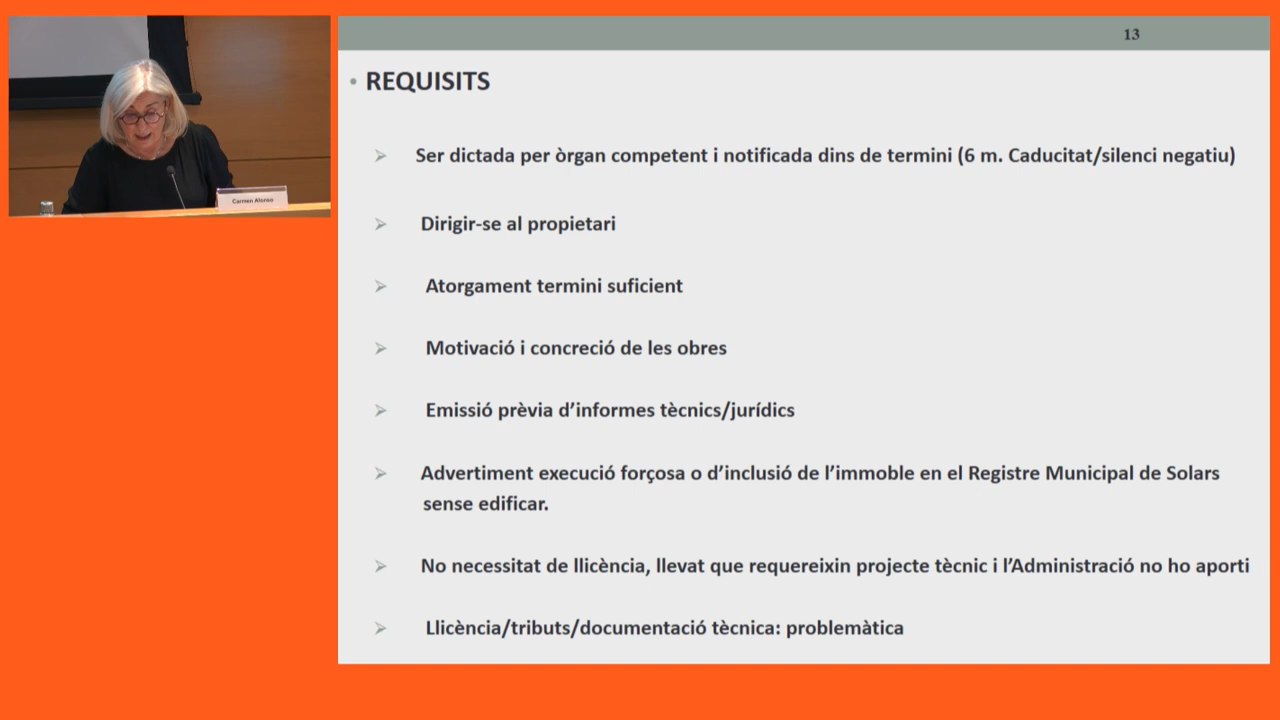 Carmen Alonso
13
• REQUISITS
➢ Ser dictada per òrgan competent i notificada dins de termini (6 m. Caducitat/silenci negatiu)
➢ Dirigir-se al propietari
➢ Atorgament termini suficient
➢ Motivació i concreció de les obres
➢ Emissió prèvia d’informes tècnics/jurídics
➢ Advertiment execució forçosa o d’inclusió de l’immoble en el Registre Municipal de Solars
sense edificar.
➢ No necessitat de llicència, llevat que requereixin projecte tècnic i l’Administració no ho aporti
➢ Llicència/tributs/documentació tècnica: problemàtica